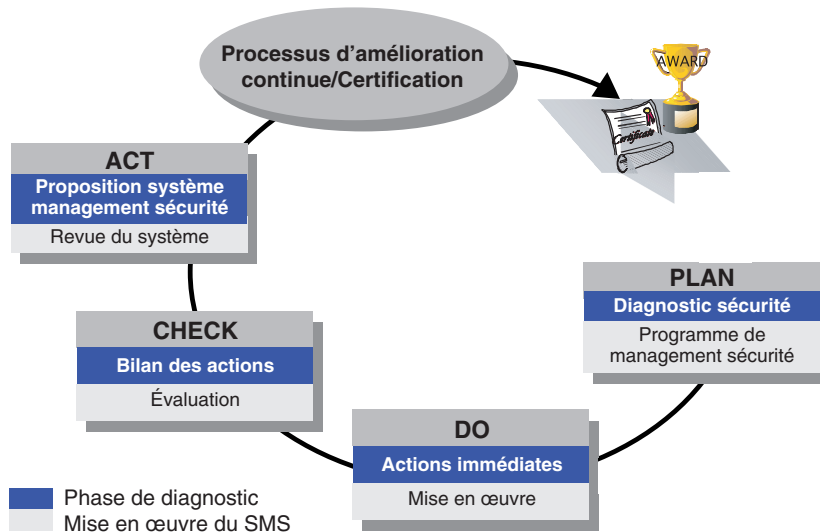 Processus d'amélioration
continue/Certification
AWARD
Certificate
ACT
Proposition système
management sécurité
Revue du système
PLAN
Diagnostic sécurité
Programme de
management sécurité
CHECK
Bilan des actions
Évaluation
DO
Actions immédiates
Mise en œuvre
Phase de diagnostic
Mise en œuvre du SMS